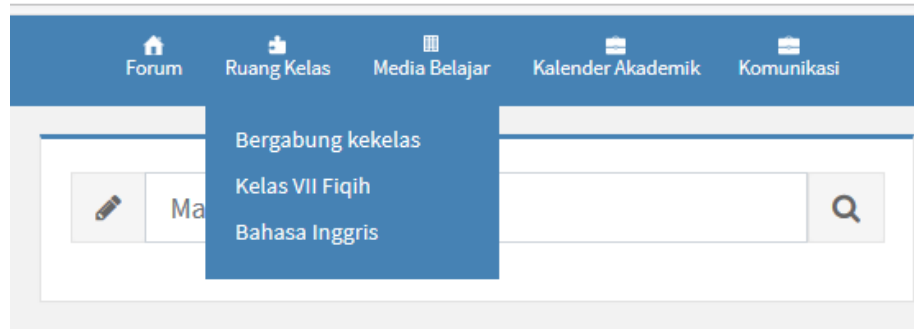 Forum Ruang Kelas Media Belajar Kalender Akademik Komunikasi
Bergabung kekelas
Kelas VII Fiqih
Bahasa Inggris
Ma